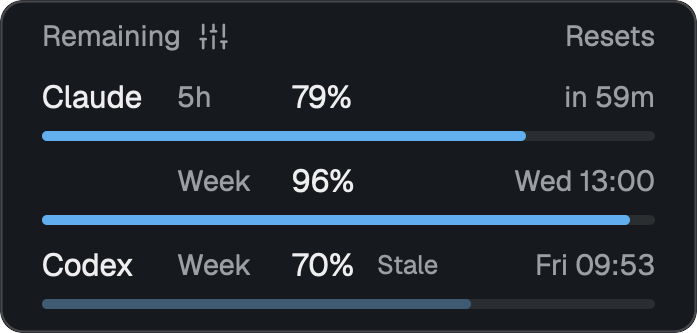 Remaining Resets
Claude 5h 79% in 59m
Week 96% Wed 13:00
Codex Week 70% Stale Fri 09:53